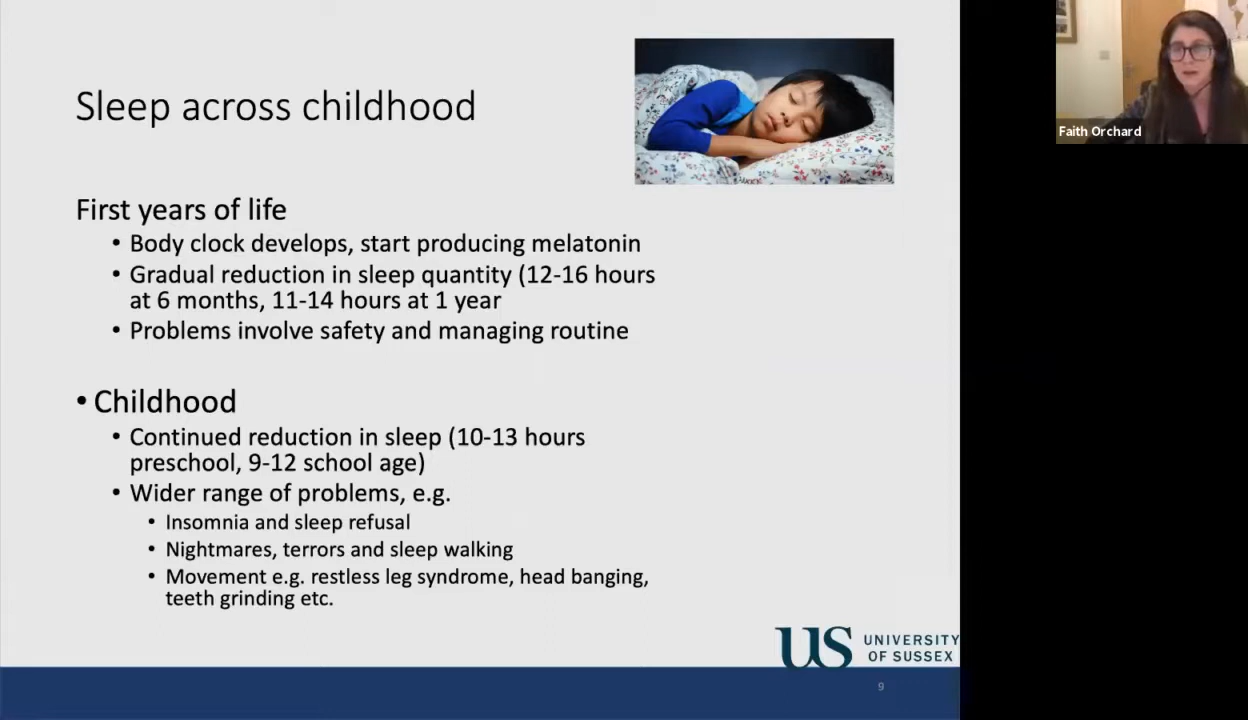 Sleep across childhood
First years of life
• Body clock develops, start producing melatonin
• Gradual reduction in sleep quantity (12-16 hours
at 6 months, 11-14 hours at 1 year
• Problems involve safety and managing routine
• Childhood
• Continued reduction in sleep (10-13 hours
preschool, 9-12 school age)
• Wider range of problems, e.g.
• Insomnia and sleep refusal
• Nightmares, terrors and sleep walking
• Movement e.g. restless leg syndrome, head banging,
teeth grinding etc.
US UNIVERSITY
OF SUSSEX
9
Faith Orchard